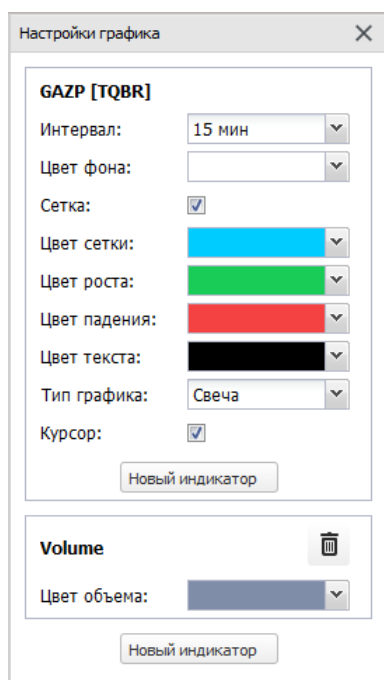 Настройки графика
GAZP [TQBR]
Интервал: 15 мин
Цвет фона:
Сетка:
Цвет сетки:
Цвет роста:
Цвет падения:
Цвет текста:
Тип графика: Свеча
Курсор:
Новый индикатор
Volume
Цвет объема:
Новый индикатор